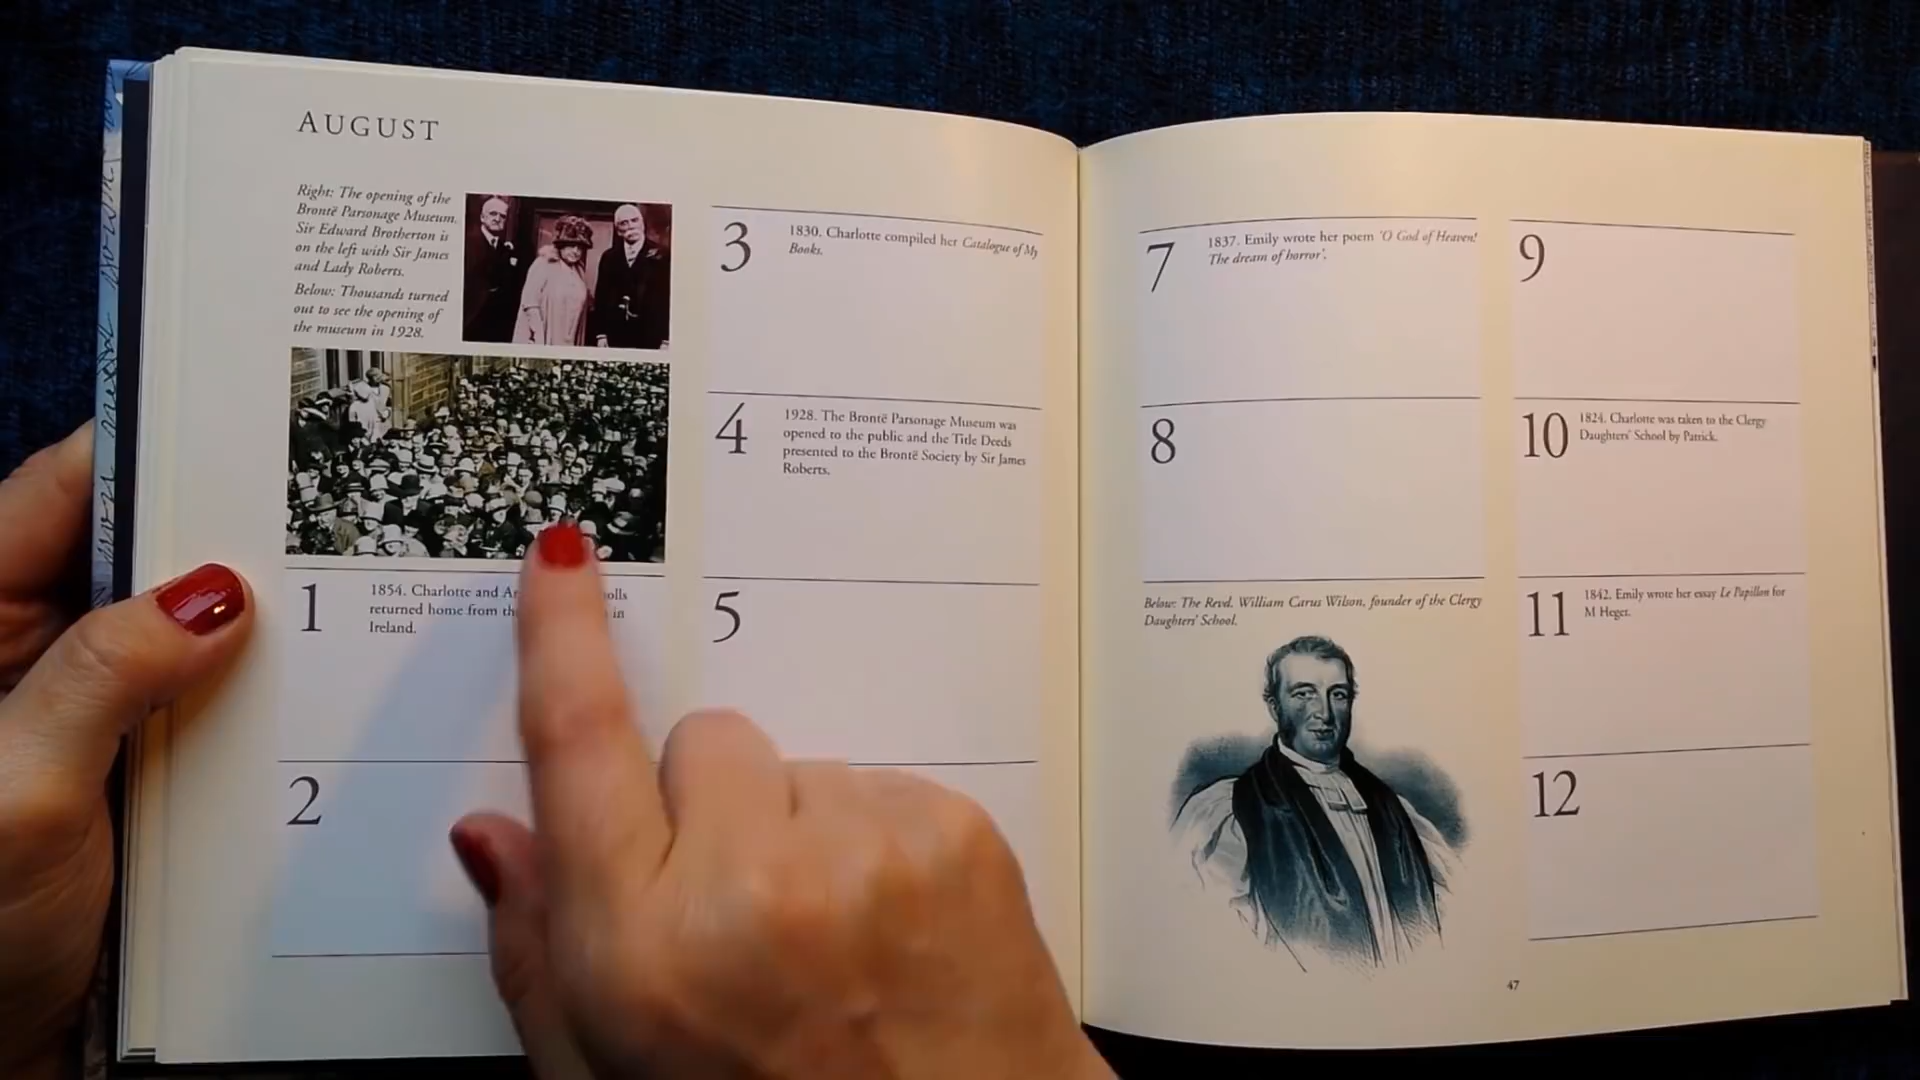 AUGUST
Right: The opening of the
Brontë Parsonage Museum.
Sir Edward Brotherton is
on the left with Sir James
and Lady Roberts.
Below: Thousands turned
out to see the opening of
the museum in 1928.
1
1854. Charlotte and
returned home from in
Ireland.
2
3
1830. Charlotte compiled her Catalogue of My
Books.
4
1928. The Brontë Parsonage Museum was
opened to the public and the Title Deeds
presented to the Brontë Society by Sir James
Roberts.
5
7
1837. Emily wrote her poem 'O God of Heaven!
The dream of horror'.
8
Below: The Revd. William Carus Wilson, founder of the Clergy
Daughters' School.
9
10
1824. Charlotte was taken to the Clergy
Daughters' School by Patrick.
11
1842. Emily wrote her essay Le Papillon for
M Heger.
12
47